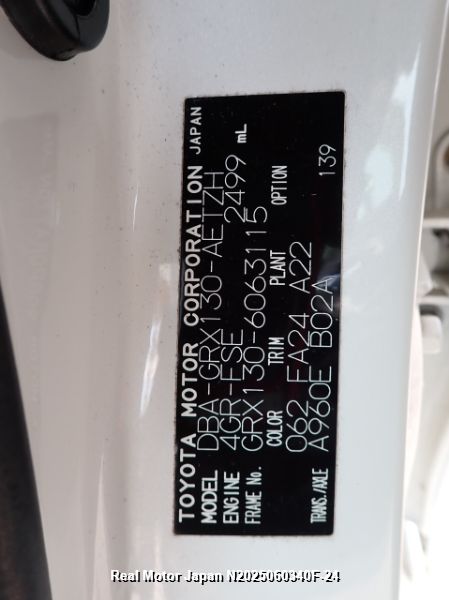 TOYOTA MOTOR CORPORATION JAPAN
MODEL DBA-GRX130-AETZH
ENGINE 4GR-FSE 2499 mL
FRAME No. GRX130-6063115
COLOR TRIM PLANT OPTION
062 FA24 A22
TRANS./AXLE A960E B02A 139
Real Motor Japan N2025060340F-24